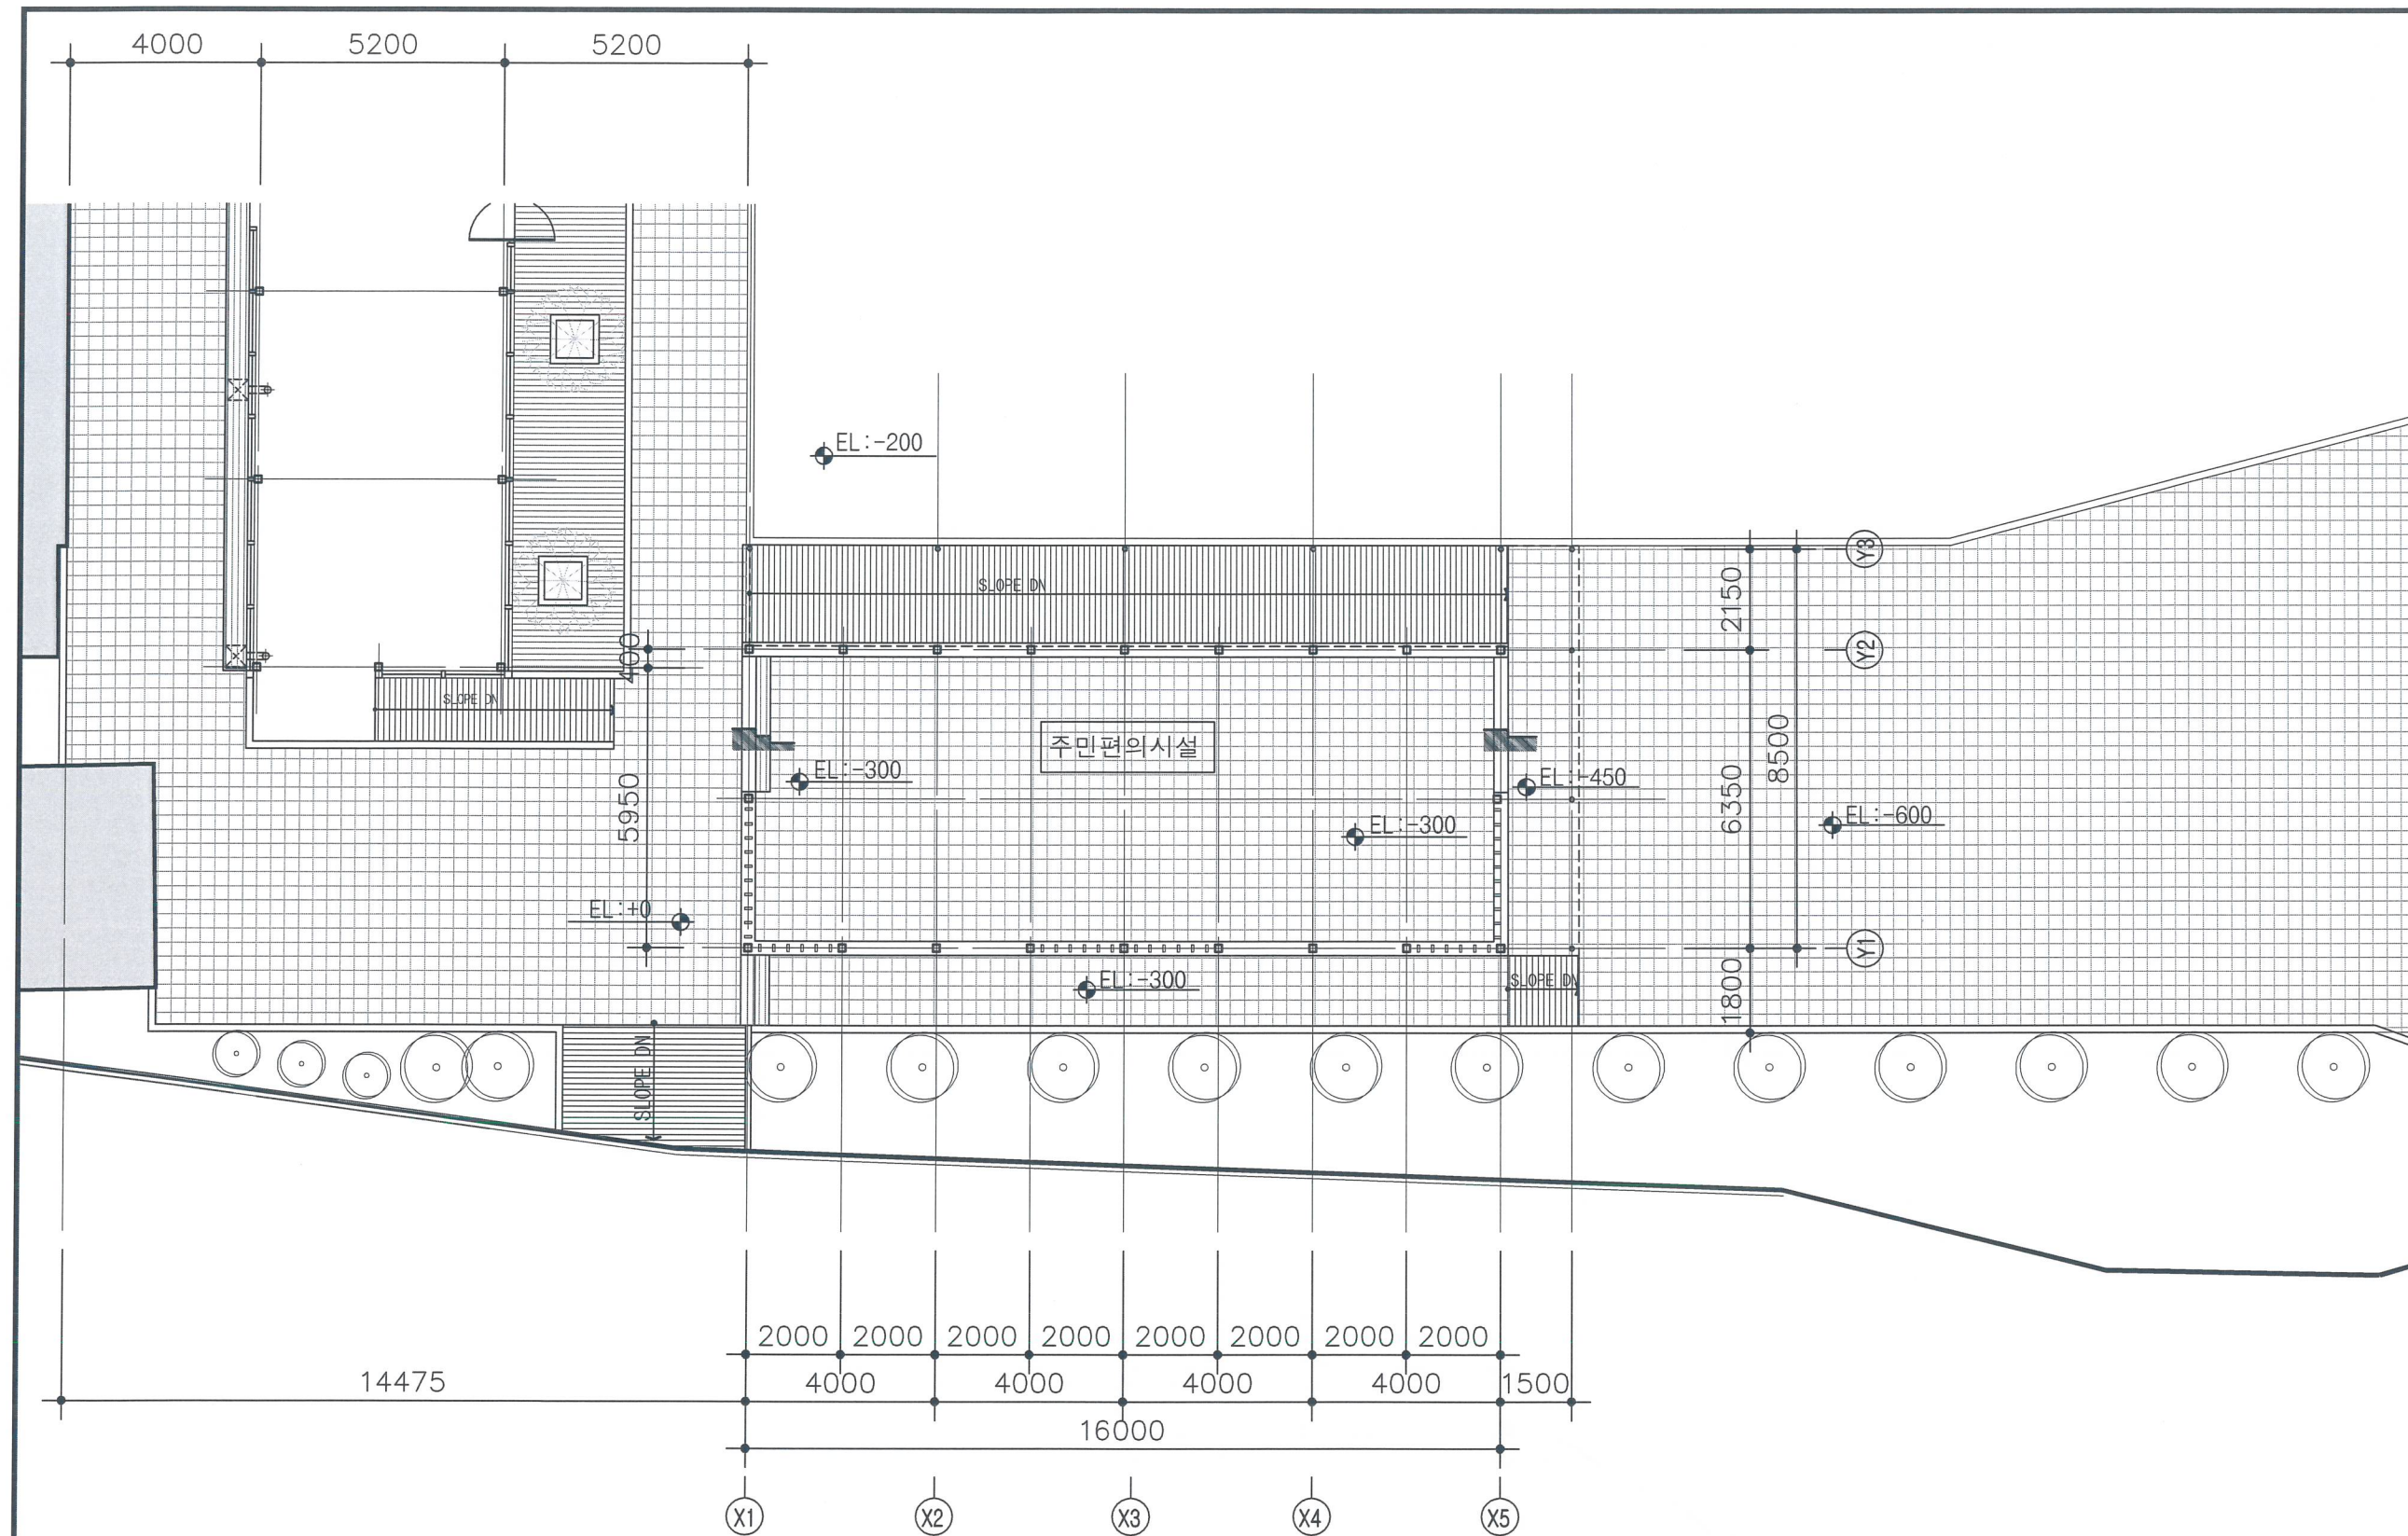 4000 5200 5200
EL:-200
Y3
SLOPE DN
2150
400
Y2
SLOPE DN
주민편의시설
8500
EL:-300
EL:-450
5950
6350
EL:-300
EL:-600
EL:+0
Y1
EL:-300
SLOPE DN
1800
SLOPE DN
2000 2000 2000 2000 2000 2000 2000 2000
14475 4000 4000 4000 4000 1500
16000
X1 X2 X3 X4 X5